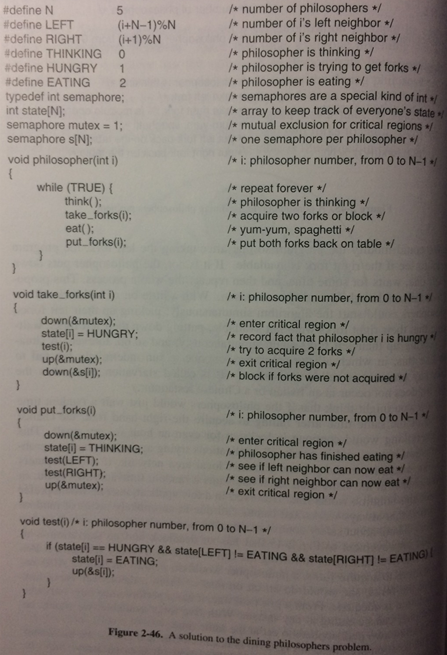 #define N 5 /* number of philosophers */
#define LEFT (i+N−1)%N /* number of i's left neighbor */
#define RIGHT (i+1)%N /* number of i's right neighbor */
#define THINKING 0 /* philosopher is thinking */
#define HUNGRY 1 /* philosopher is trying to get forks */
#define EATING 2 /* philosopher is eating */
typedef int semaphore; /* semaphores are a special kind of int */
int state[N]; /* array to keep track of everyone's state */
semaphore mutex = 1; /* mutual exclusion for critical regions */
semaphore s[N]; /* one semaphore per philosopher */
void philosopher(int i) /* i: philosopher number, from 0 to N−1 */
{
while (TRUE) { /* repeat forever */
think( ); /* philosopher is thinking */
take_forks(i); /* acquire two forks or block */
eat( ); /* yum-yum, spaghetti */
put_forks(i); /* put both forks back on table */
}
}
void take_forks(int i) /* i: philosopher number, from 0 to N−1 */
{
down(&mutex); /* enter critical region */
state[i] = HUNGRY; /* record fact that philosopher i is hungry */
test(i); /* try to acquire 2 forks */
up(&mutex); /* exit critical region */
down(&s[i]); /* block if forks were not acquired */
}
void put_forks(i) /* i: philosopher number, from 0 to N−1 */
{
down(&mutex); /* enter critical region */
state[i] = THINKING; /* philosopher has finished eating */
test(LEFT); /* see if left neighbor can now eat */
test(RIGHT); /* see if right neighbor can now eat */
up(&mutex); /* exit critical region */
}
void test(i) /* i: philosopher number, from 0 to N−1 */
{
if (state[i] == HUNGRY && state[LEFT] != EATING && state[RIGHT] != EATING) {
state[i] = EATING;
up(&s[i]);
}
}
Figure 2-46. A solution to the dining philosophers problem.